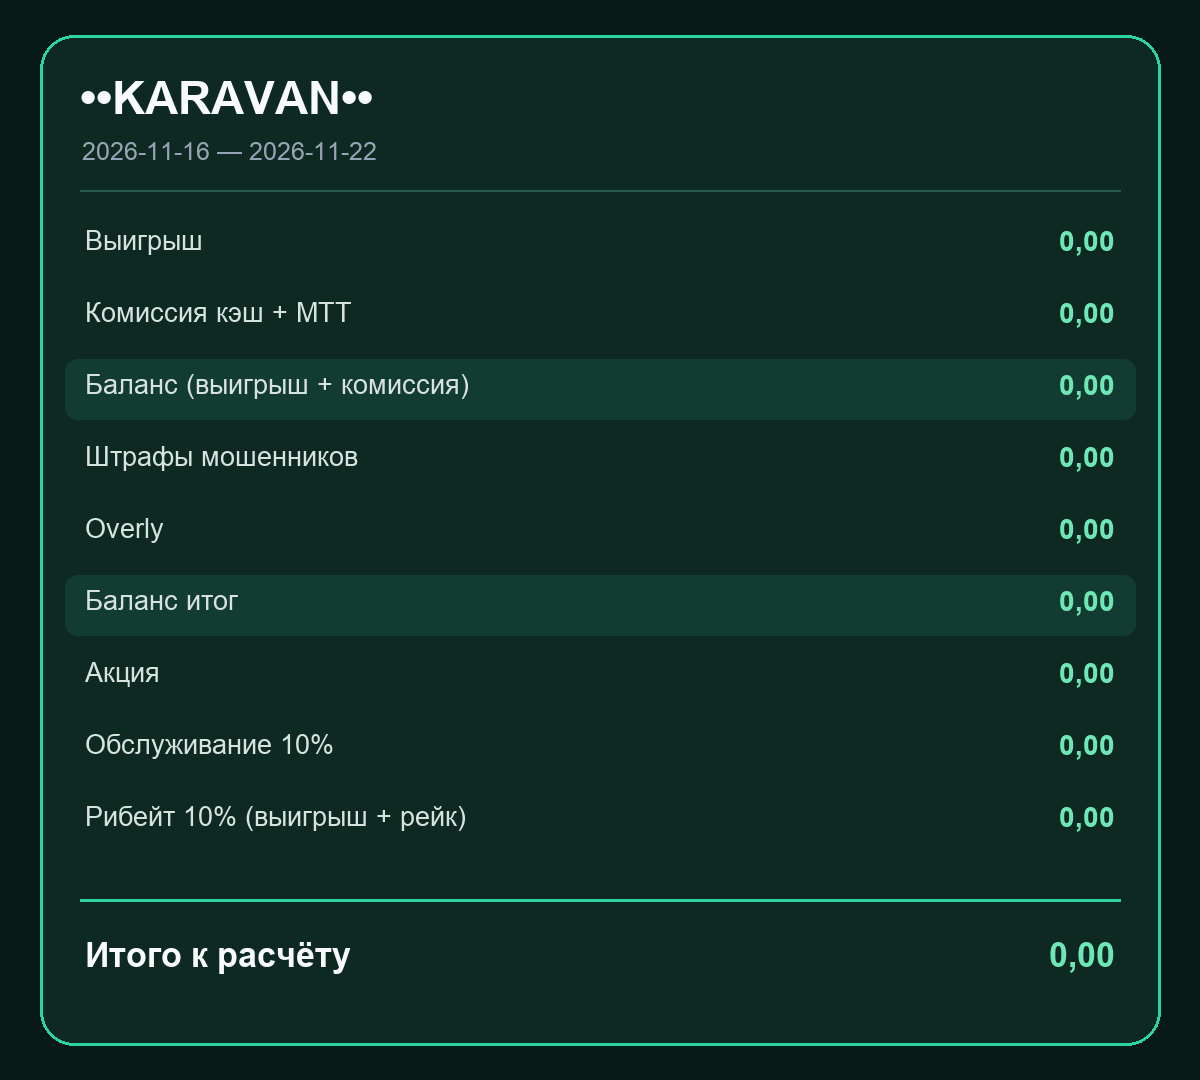 ••KARAVAN••
2026-11-16 — 2026-11-22
Выигрыш 0,00
Комиссия кэш + МТТ 0,00
Баланс (выигрыш + комиссия) 0,00
Штрафы мошенников 0,00
Overly 0,00
Баланс итог 0,00
Акция 0,00
Обслуживание 10% 0,00
Рибейт 10% (выигрыш + рейк) 0,00
Итого к расчёту 0,00